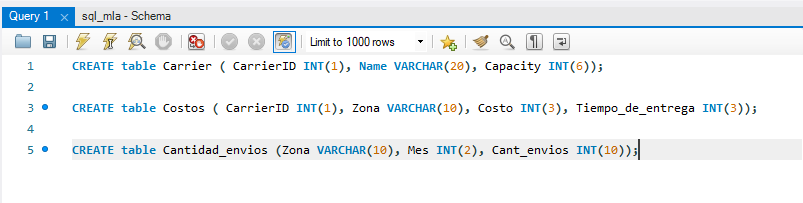 Query 1 sql_mla - Schema
Limit to 1000 rows
1 CREATE table Carrier ( CarrierID INT(1), Name VARCHAR(20), Capacity INT(6));
2
3 CREATE table Costos ( CarrierID INT(1), Zona VARCHAR(10), Costo INT(3), Tiempo_de_entrega INT(3));
4
5 CREATE table Cantidad_envios (Zona VARCHAR(10), Mes INT(2), Cant_envios INT(10));